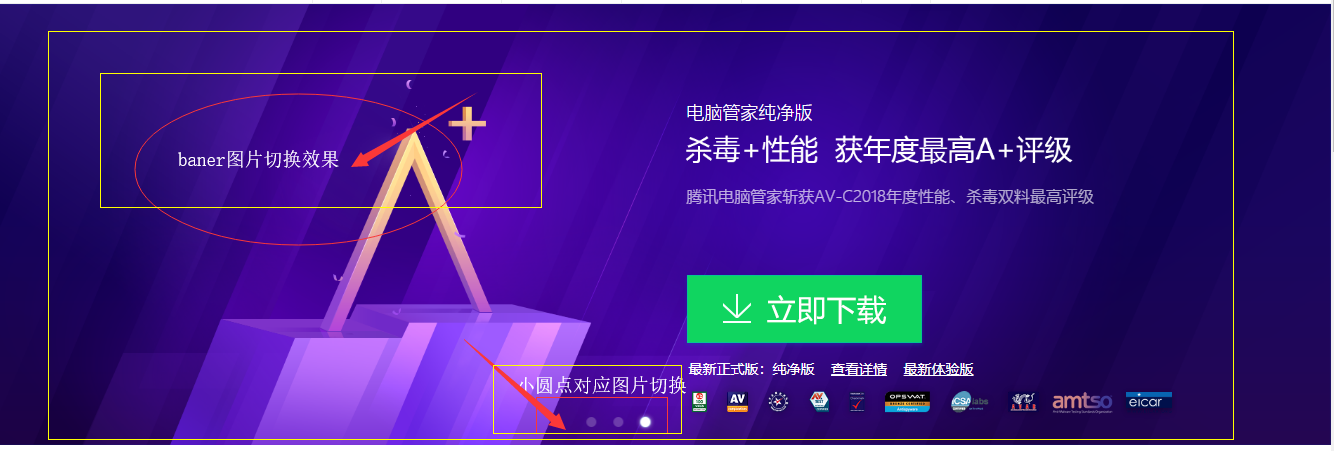 电脑管家纯净版
杀毒+性能 获年度最高A+评级
baner图片切换效果
腾讯电脑管家斩获AV-C2018年度性能、杀毒双料最高评级
立即下载
最新正式版：纯净版 查看详情 最新体验版
小圆点对应图片切换
AV OPSWAT. ICSA labs amtso eicar